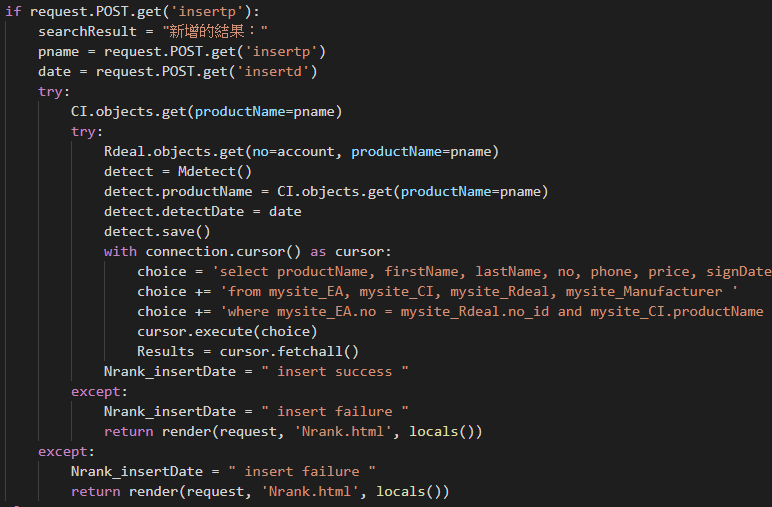 if request.POST.get('insertp'):
    searchResult = "新增的結果："
    pname = request.POST.get('insertp')
    date = request.POST.get('insertd')
    try:
        CI.objects.get(productName=pname)
        try:
            Rdeal.objects.get(no=account, productName=pname)
            detect = Mdetect()
            detect.productName = CI.objects.get(productName=pname)
            detect.detectDate = date
            detect.save()
            with connection.cursor() as cursor:
                choice = 'select productName, firstName, lastName, no, phone, price, signDate
                choice += 'from mysite_EA, mysite_CI, mysite_Rdeal, mysite_Manufacturer '
                choice += 'where mysite_EA.no = mysite_Rdeal.no_id and mysite_CI.productName
                cursor.execute(choice)
                Results = cursor.fetchall()
            Nrank_insertDate = " insert success "
        except:
            Nrank_insertDate = " insert failure "
            return render(request, 'Nrank.html', locals())
    except:
        Nrank_insertDate = " insert failure "
        return render(request, 'Nrank.html', locals())